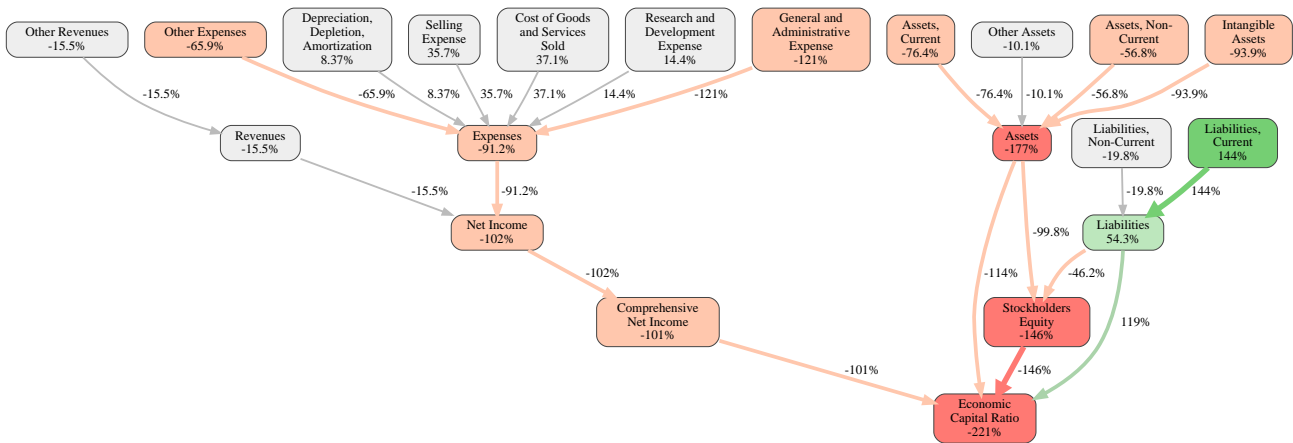 Other Revenues
-15.5%
Other Expenses
-65.9%
Depreciation,
Depletion,
Amortization
8.37%
Selling
Expense
35.7%
Cost of Goods
and Services
Sold
37.1%
Research and
Development
Expense
14.4%
General and
Administrative
Expense
-121%
Assets,
Current
-76.4%
Other Assets
-10.1%
Assets, Non-
Current
-56.8%
Intangible
Assets
-93.9%
-15.5%
-65.9%
8.37%
35.7%
37.1%
14.4%
-121%
-76.4%
-10.1%
-56.8%
-93.9%
Revenues
-15.5%
Expenses
-91.2%
Assets
-177%
Liabilities,
Non-Current
-19.8%
Liabilities,
Current
144%
-15.5%
-91.2%
-19.8%
144%
Net Income
-102%
-99.8%
Liabilities
54.3%
-102%
-114%
-46.2%
Comprehensive
Net Income
-101%
Stockholders
Equity
-146%
119%
-101%
-146%
Economic
Capital Ratio
-221%